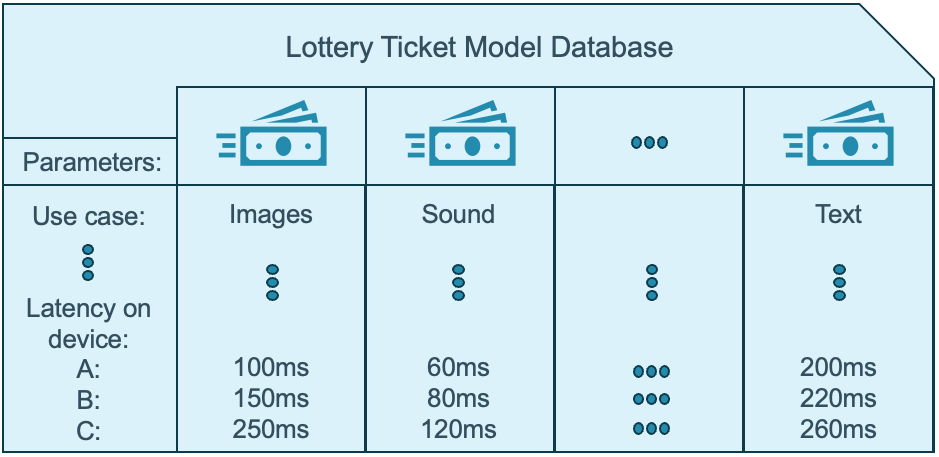 Lottery Ticket Model Database
Parameters:
Use case: Images Sound Text
Latency on
device:
A: 100ms 60ms 200ms
B: 150ms 80ms 220ms
C: 250ms 120ms 260ms